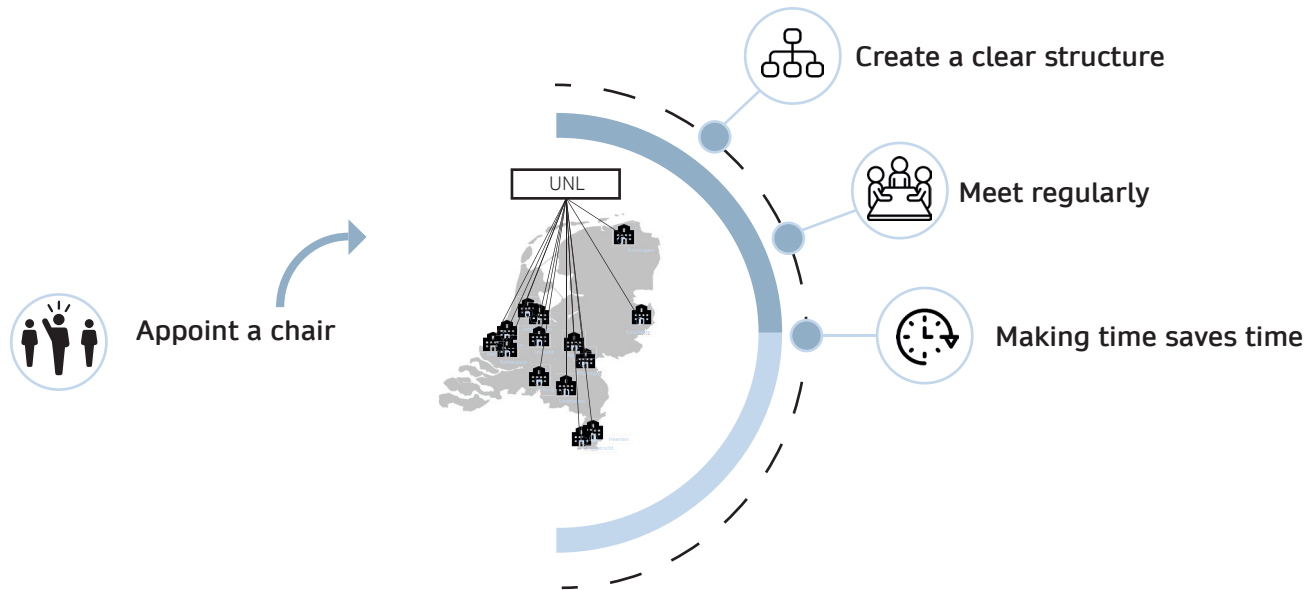 Create a clear structure
UNL
Meet regularly
Appoint a chair
Making time saves time